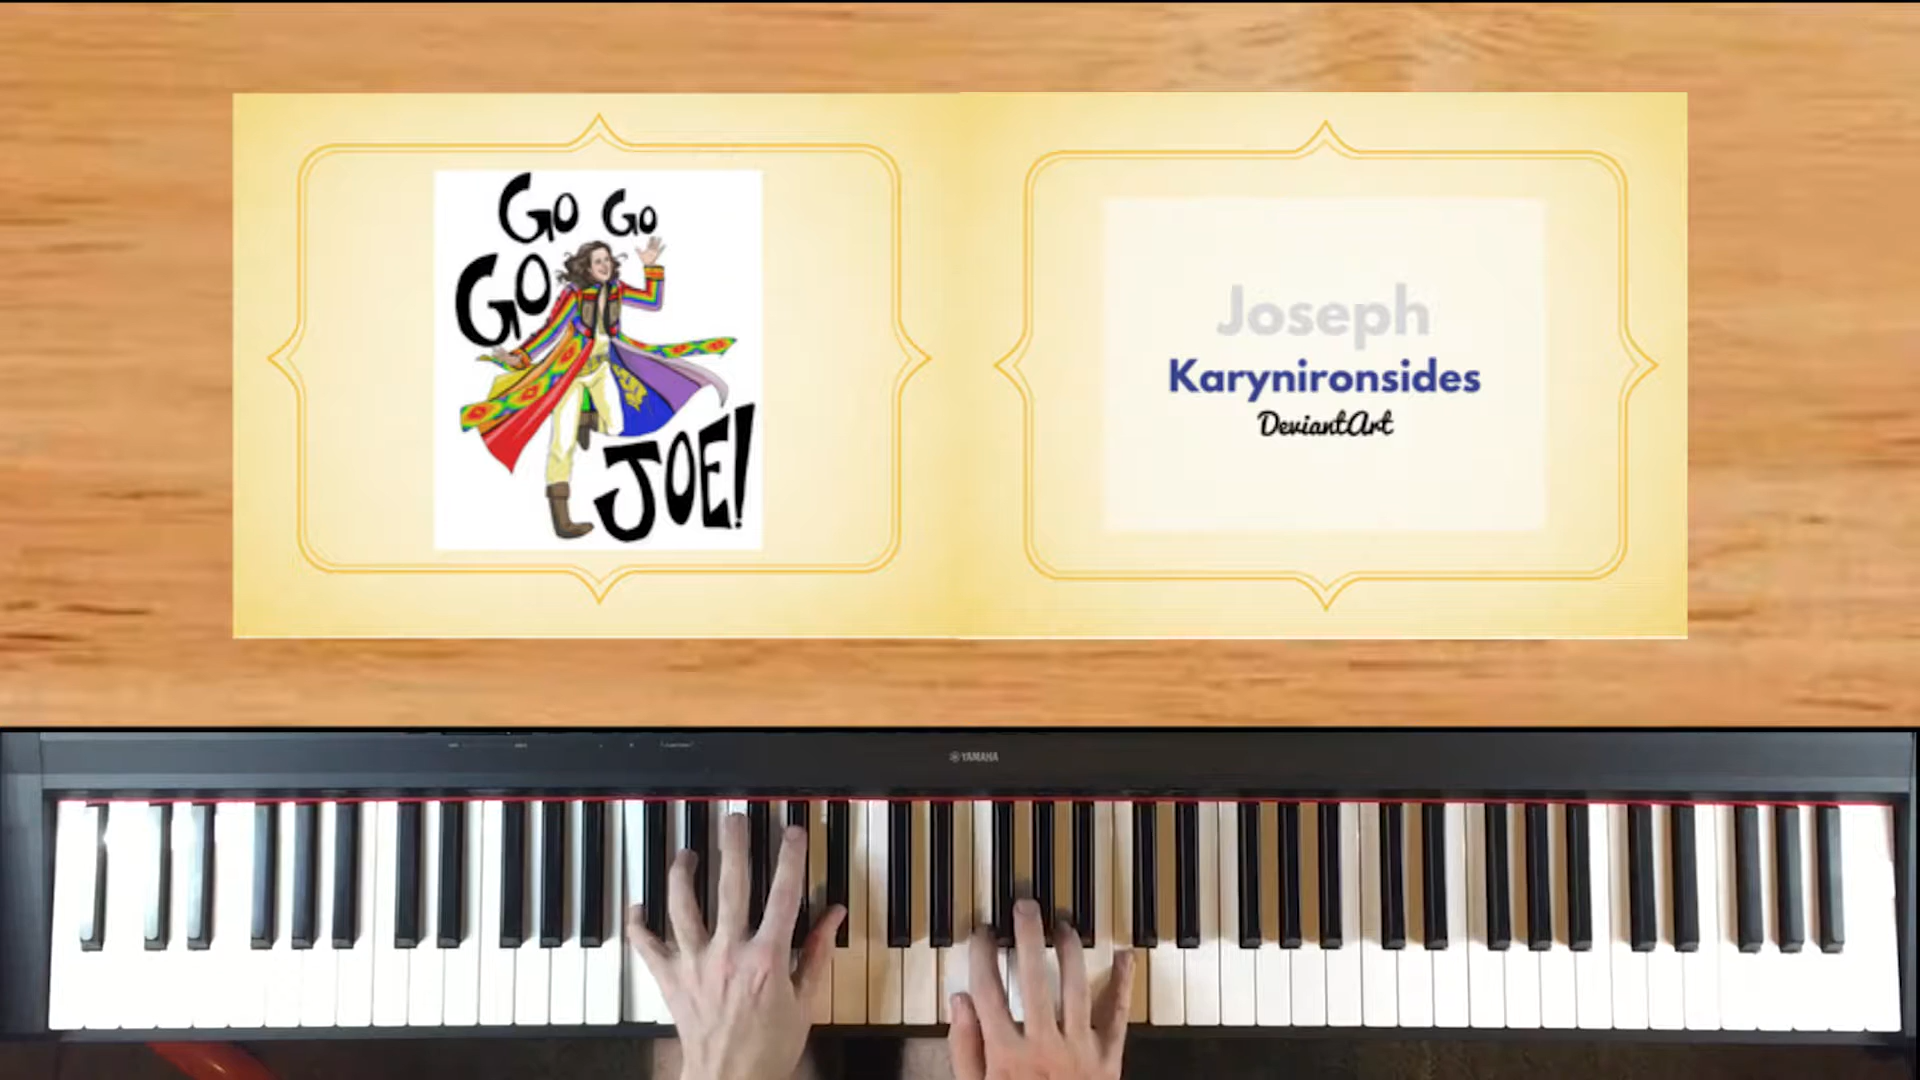 Go Go
Go
JOE!
Joseph
Karynironsides
DeviantArt
YAMAHA